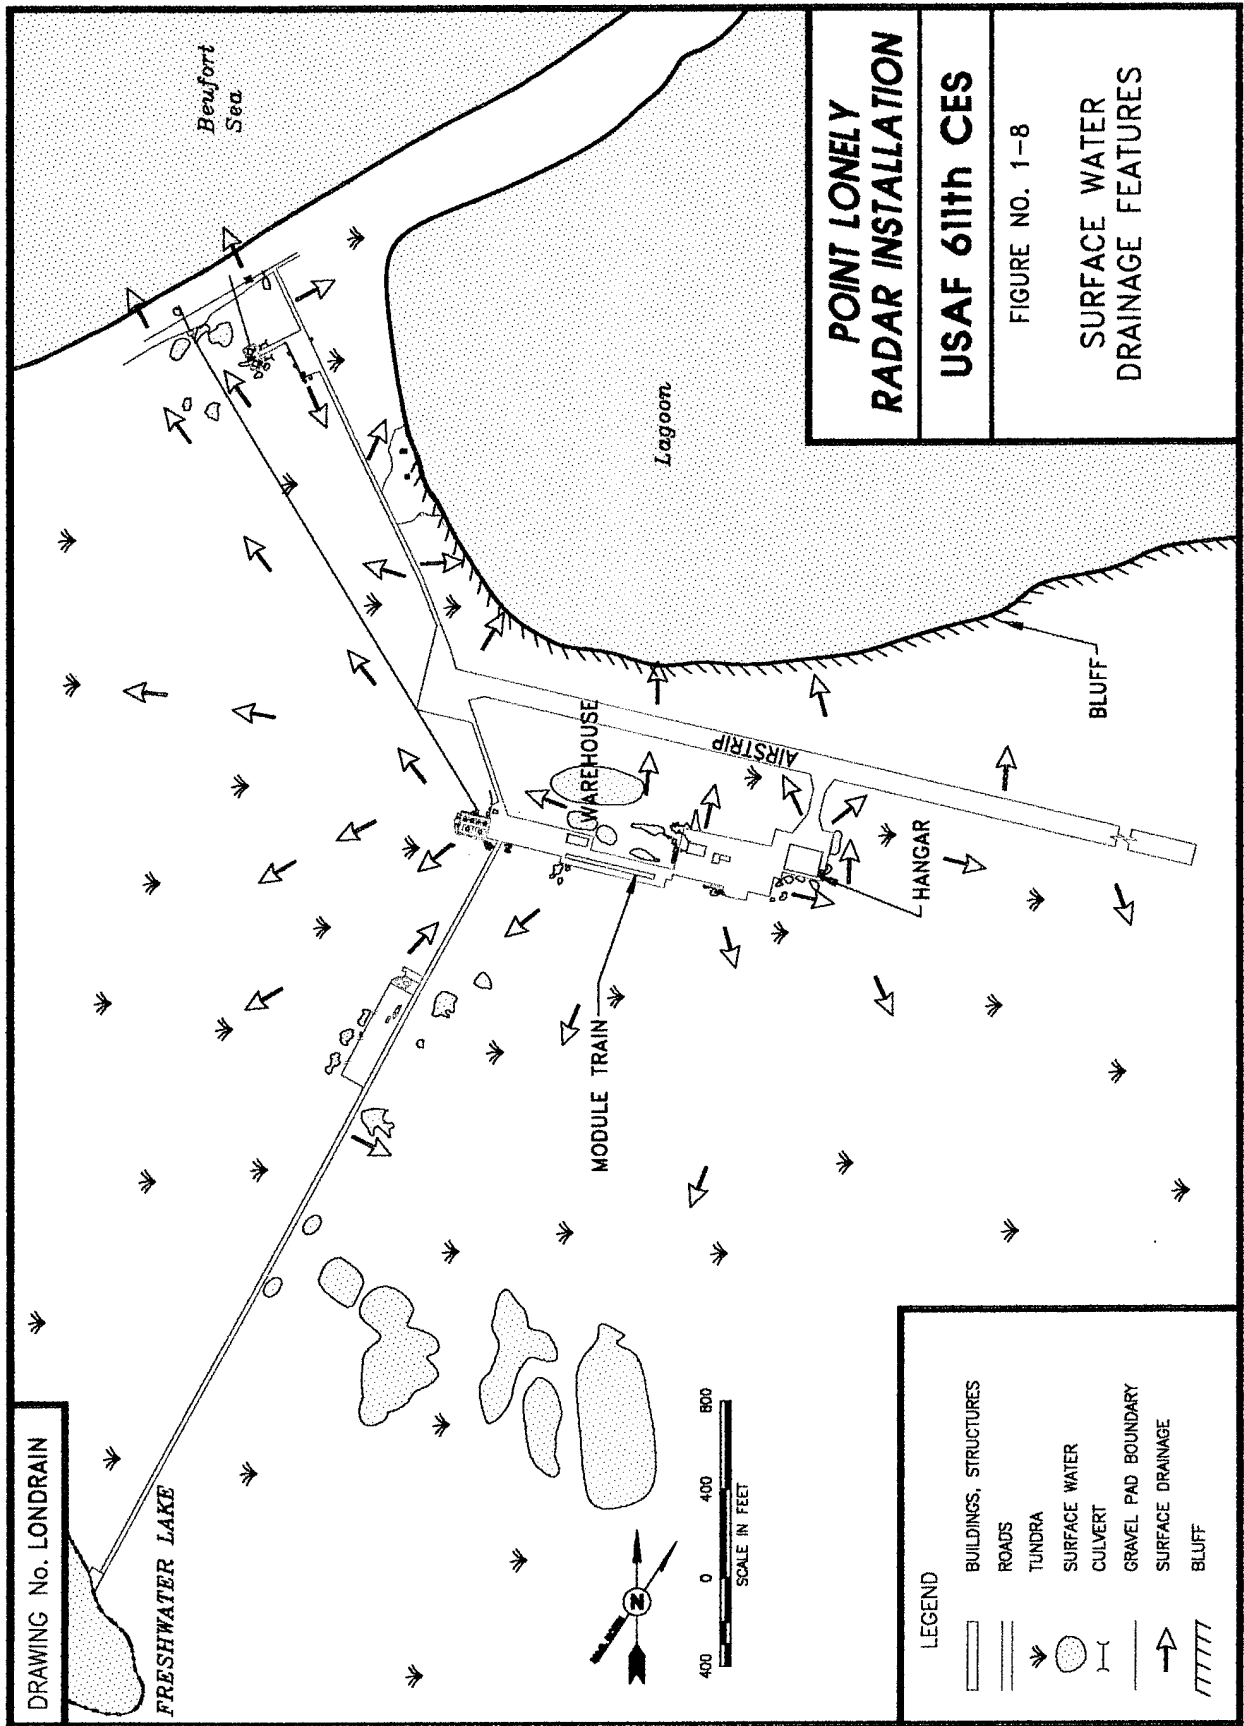 DRAWING No. LONDRAIN
FRESHWATER LAKE
Beufort
Sea
Lagoon
WAREHOUSE
AIRSTRIP
MODULE TRAIN
HANGAR
BLUFF
N
400 0 400 800
SCALE IN FEET
LEGEND
BUILDINGS, STRUCTURES
ROADS
TUNDRA
SURFACE WATER
CULVERT
GRAVEL PAD BOUNDARY
SURFACE DRAINAGE
BLUFF
POINT LONELY
RADAR INSTALLATION
USAF 611th CES
FIGURE NO. 1-8
SURFACE WATER
DRAINAGE FEATURES